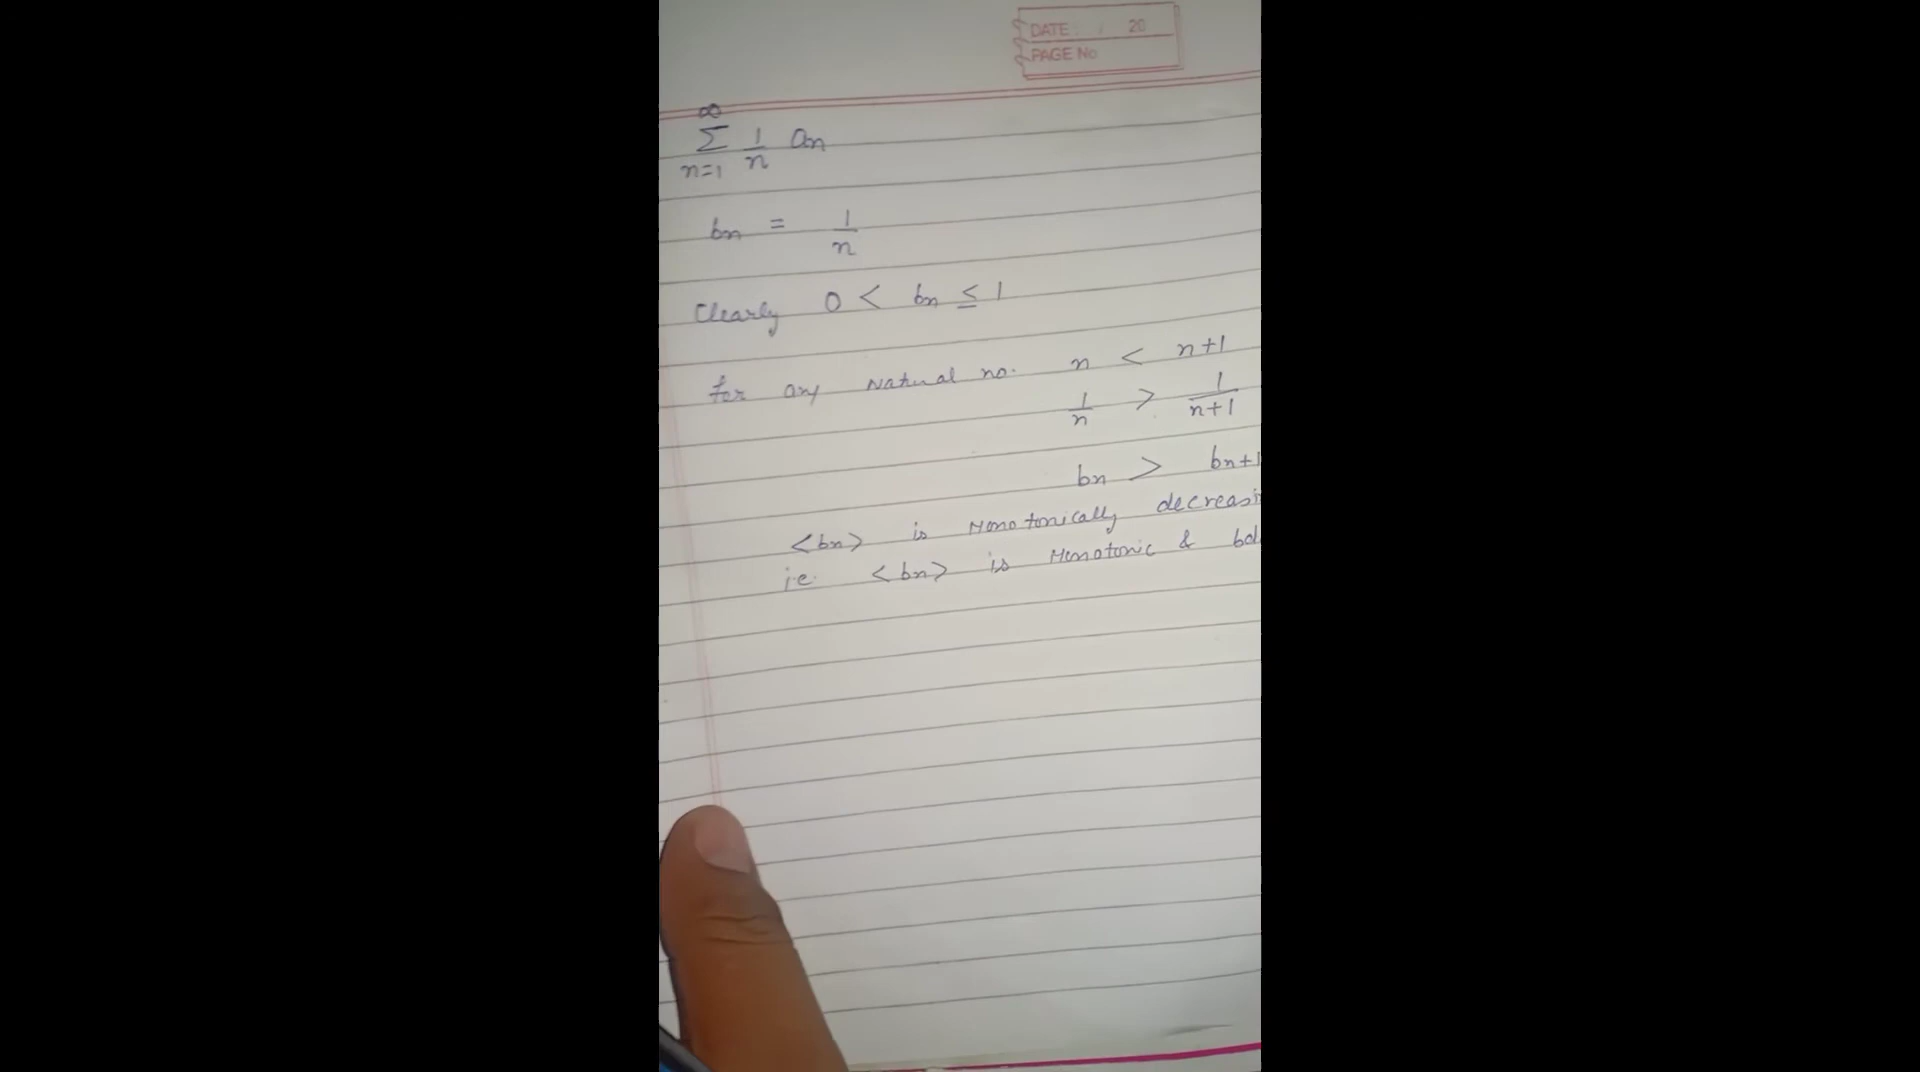 DATE: / 20
PAGE No
∞
Σ 1/n an
n=1
bn = 1/n
Clearly 0 < bn ≤ 1
for any Natural no. n < n+1
1/n > 1/n+1
bn > bn+1
<bn> is Monotonically decreasi
i.e. <bn> is Monotonic & bd